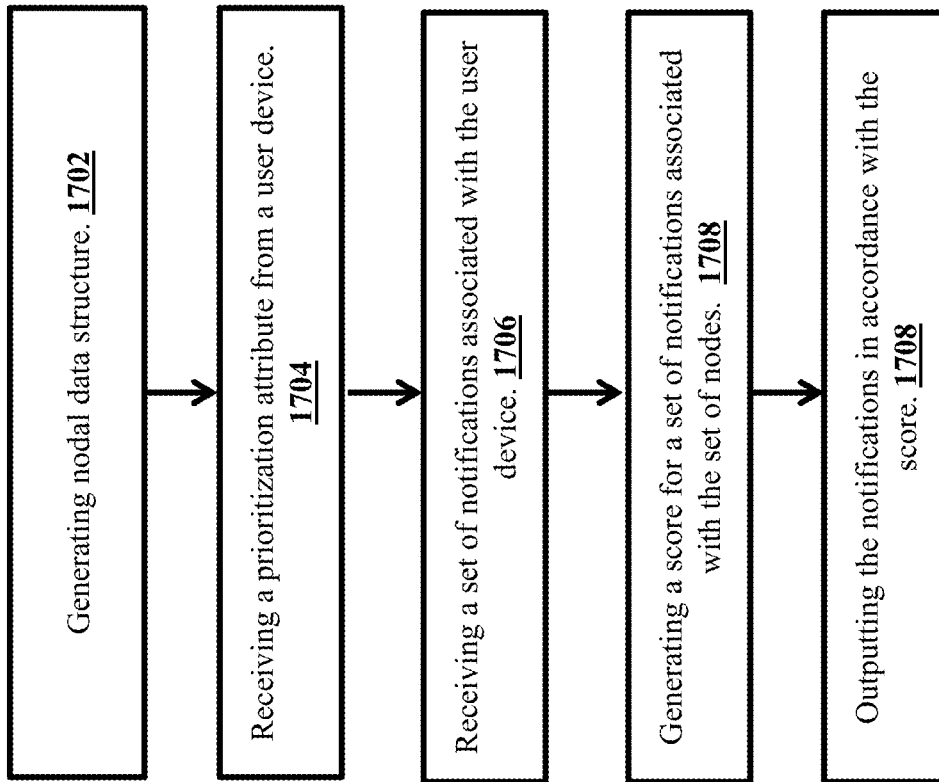 Generating nodal data structure. 1702
Receiving a prioritization attribute from a user device.
1704
Receiving a set of notifications associated with the user
device. 1706
Generating a score for a set of notifications associated
with the set of nodes. 1708
Outputting the notifications in accordance with the
score. 1708